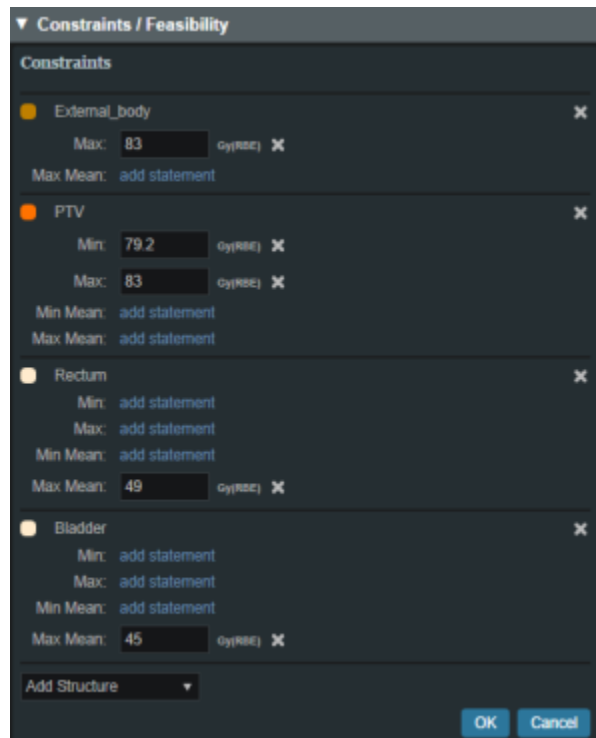 Constraints / Feasibility
Constraints
External_body
Max: 83 Gy(RBE)
Max Mean: add statement
PTV
Min: 79.2 Gy(RBE)
Max: 83 Gy(RBE)
Min Mean: add statement
Max Mean: add statement
Rectum
Min: add statement
Max: add statement
Min Mean: add statement
Max Mean: 49 Gy(RBE)
Bladder
Min: add statement
Max: add statement
Min Mean: add statement
Max Mean: 45 Gy(RBE)
Add Structure
OK Cancel